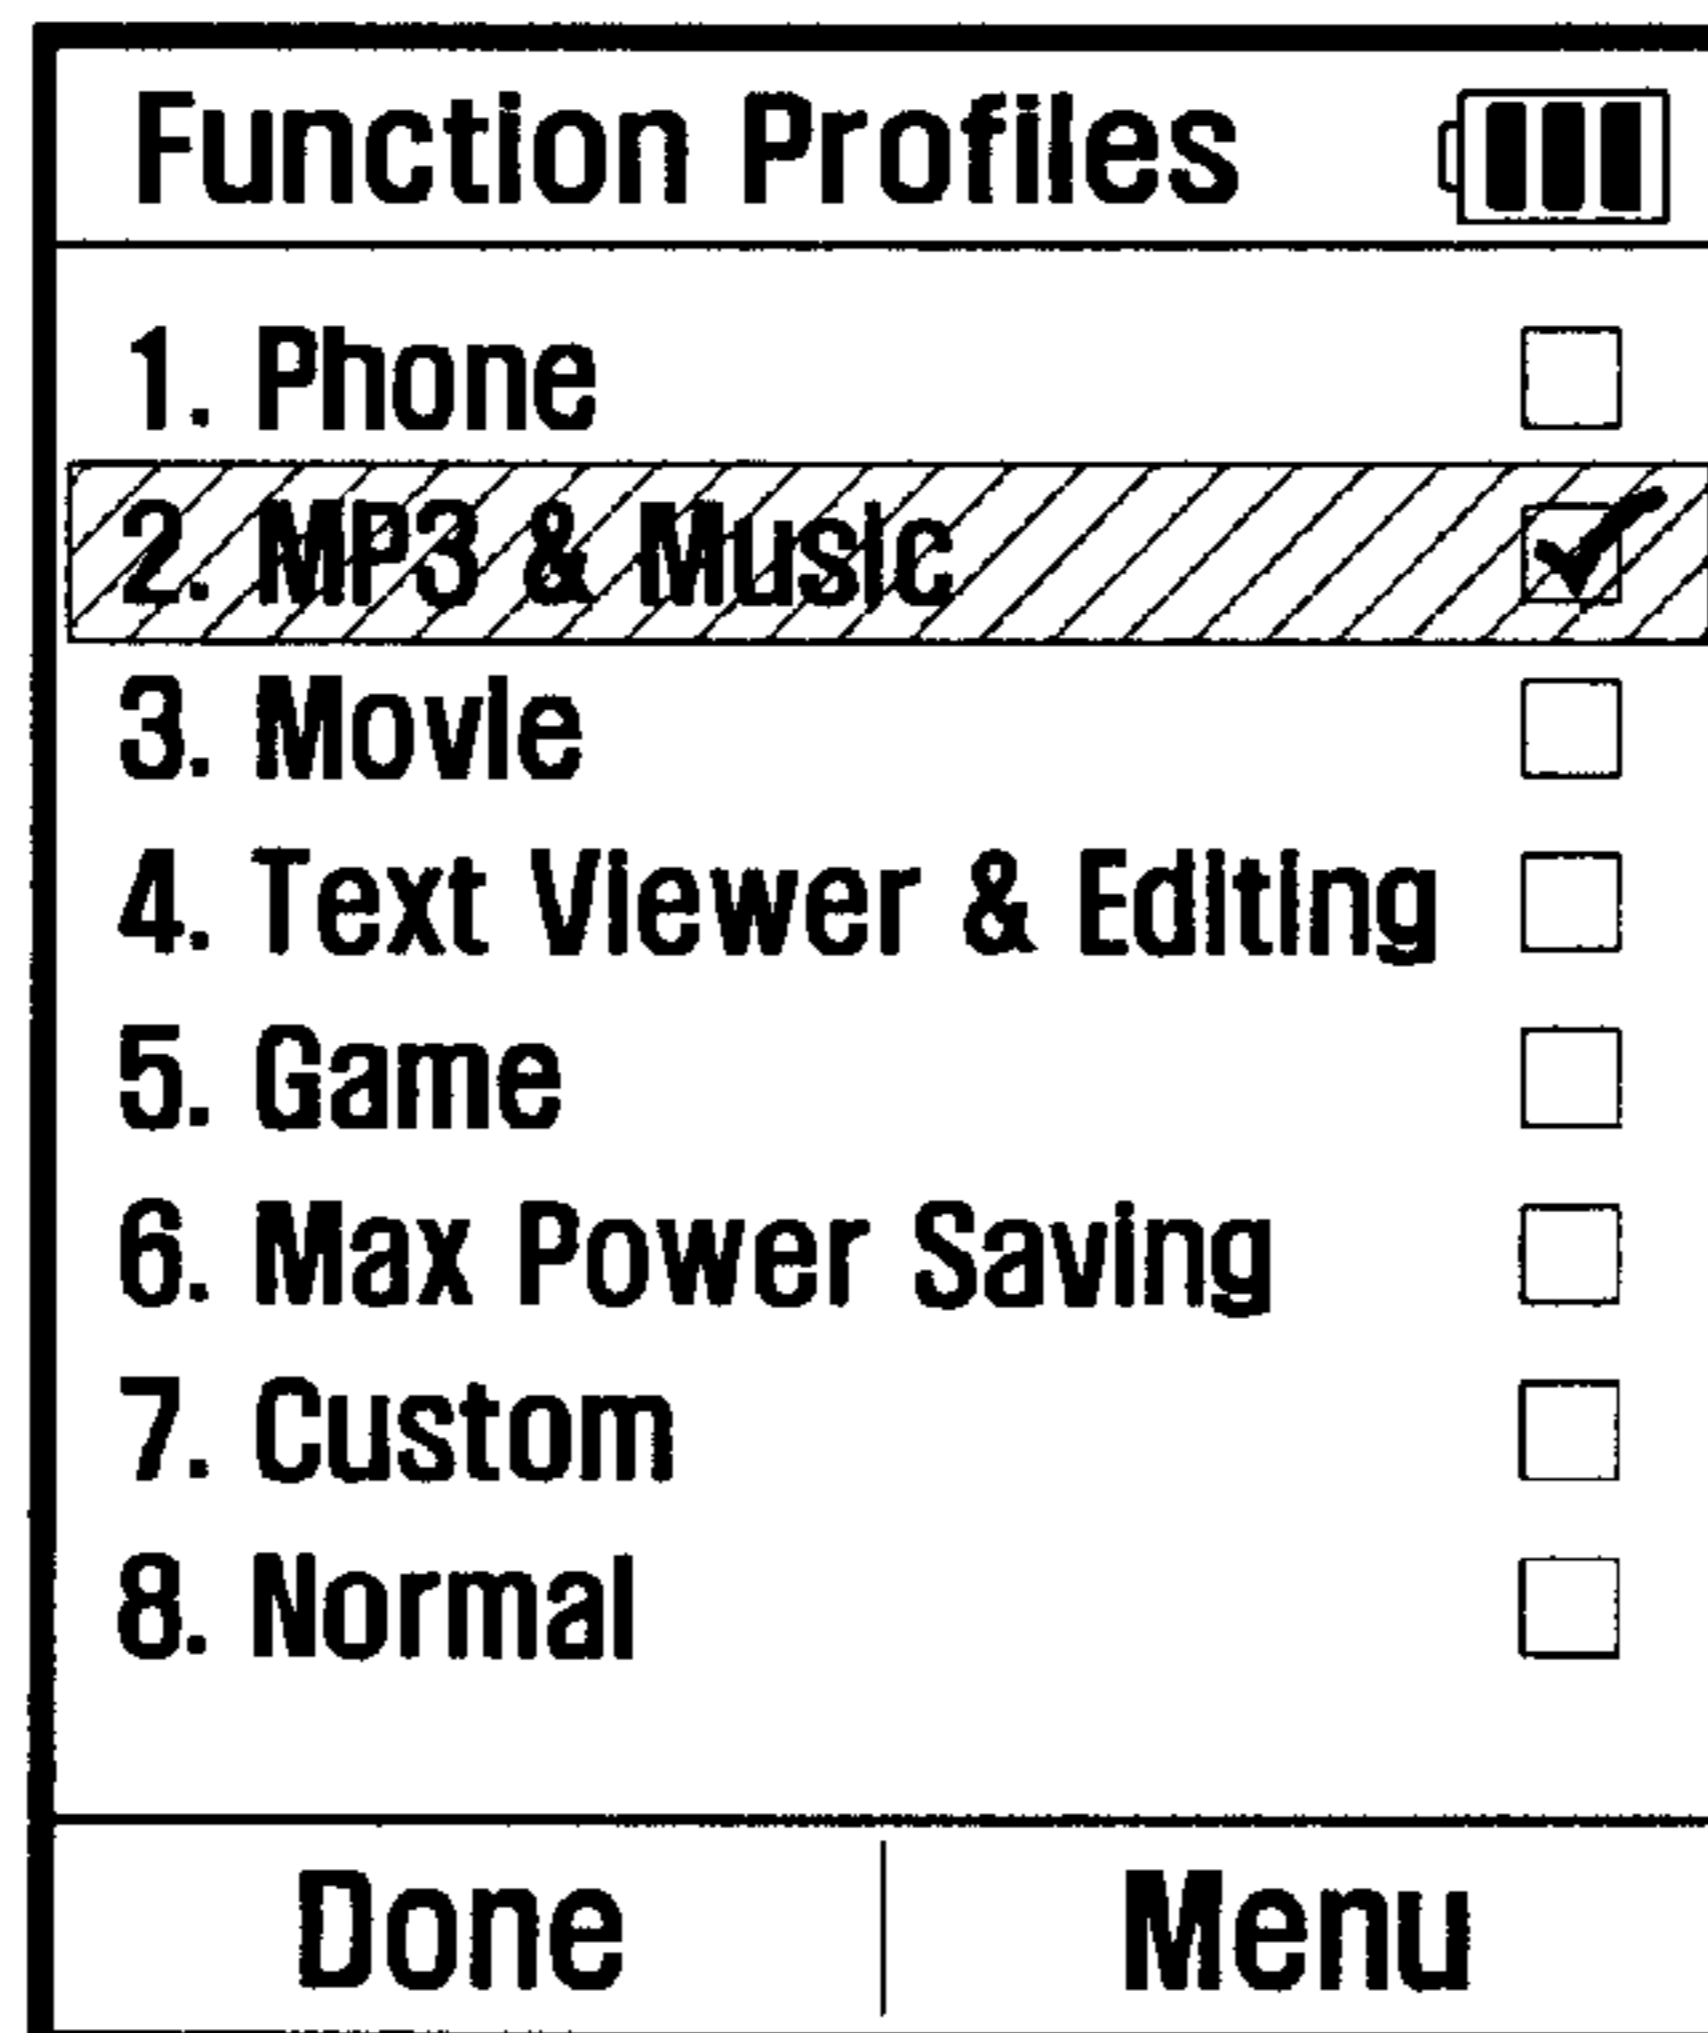 Function Profiles
1. Phone
2. MP3 & Music
3. Movie
4. Text Viewer & Editing
5. Game
6. Max Power Saving
7. Custom
8. Normal
Done Menu